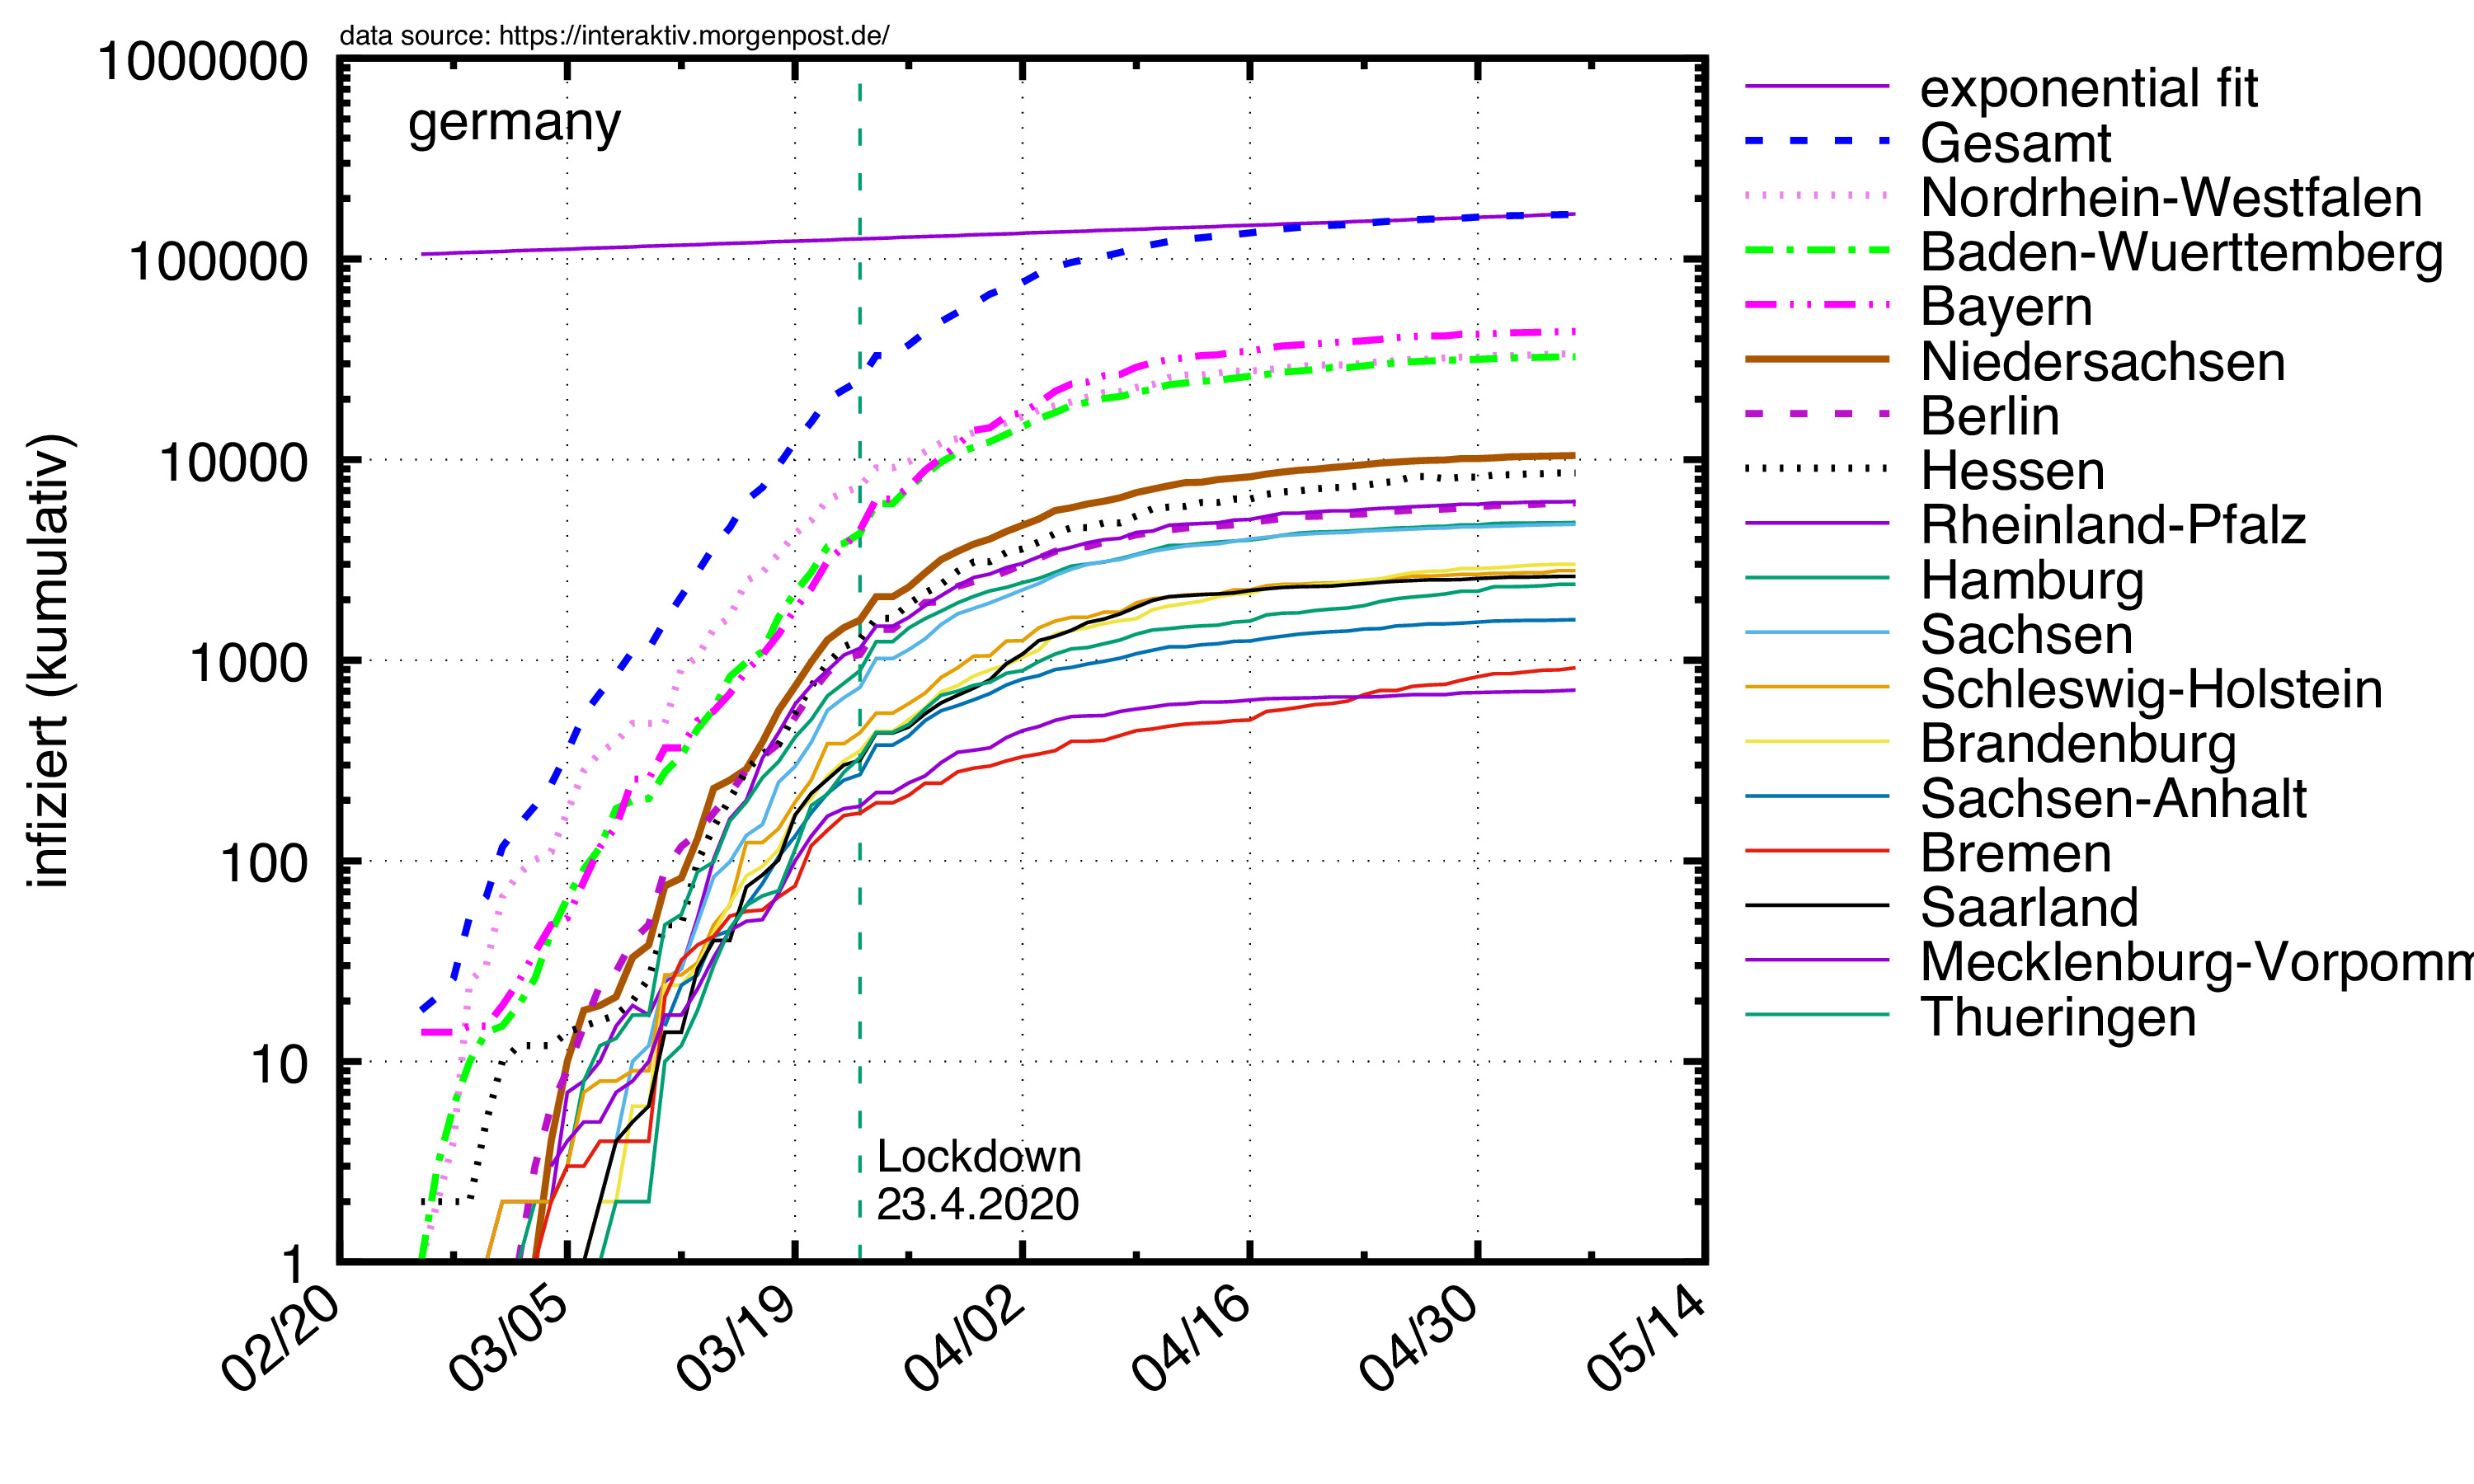 data source: https://interaktiv.morgenpost.de/
germany
infiziert (kumulativ)
1000000
100000
10000
1000
100
10
1
02/20
03/05
03/19
04/02
04/16
04/30
05/14
Lockdown
23.4.2020
exponential fit
Gesamt
Nordrhein-Westfalen
Baden-Wuerttemberg
Bayern
Niedersachsen
Berlin
Hessen
Rheinland-Pfalz
Hamburg
Sachsen
Schleswig-Holstein
Brandenburg
Sachsen-Anhalt
Bremen
Saarland
Mecklenburg-Vorpomm
Thueringen